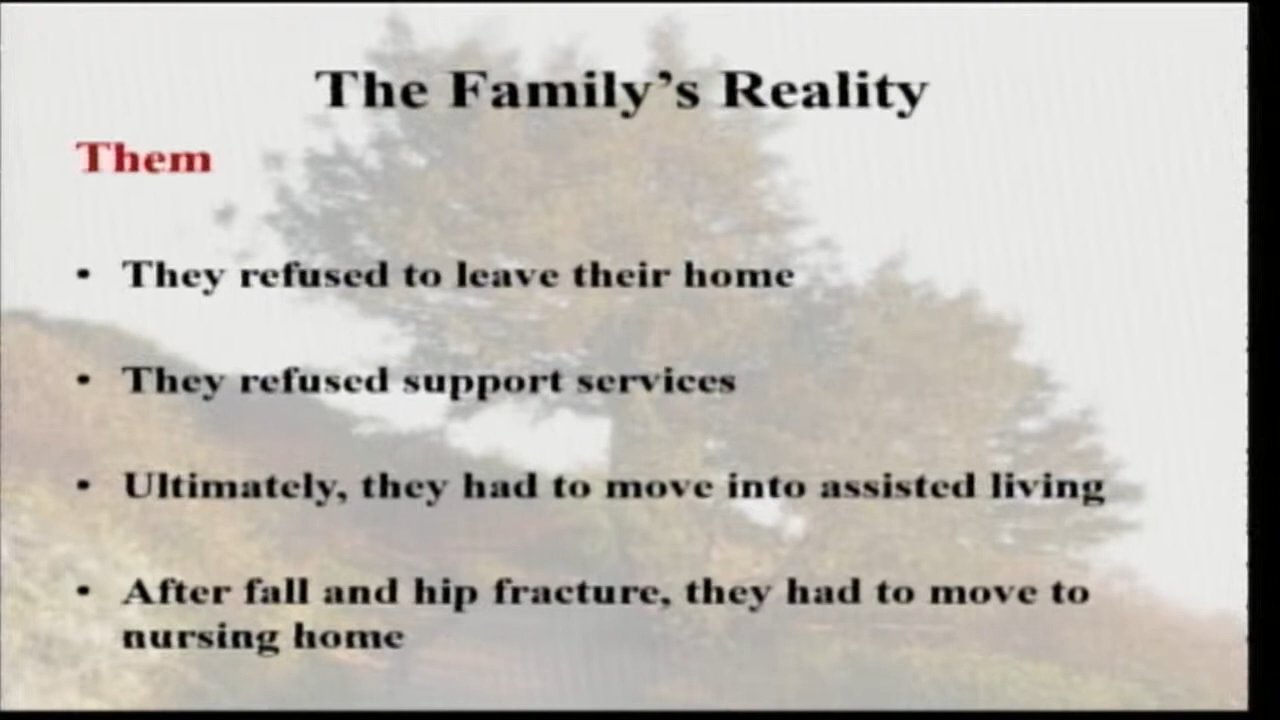 The Family’s Reality
Them
• They refused to leave their home
• They refused support services
• Ultimately, they had to move into assisted living
• After fall and hip fracture, they had to move to
nursing home